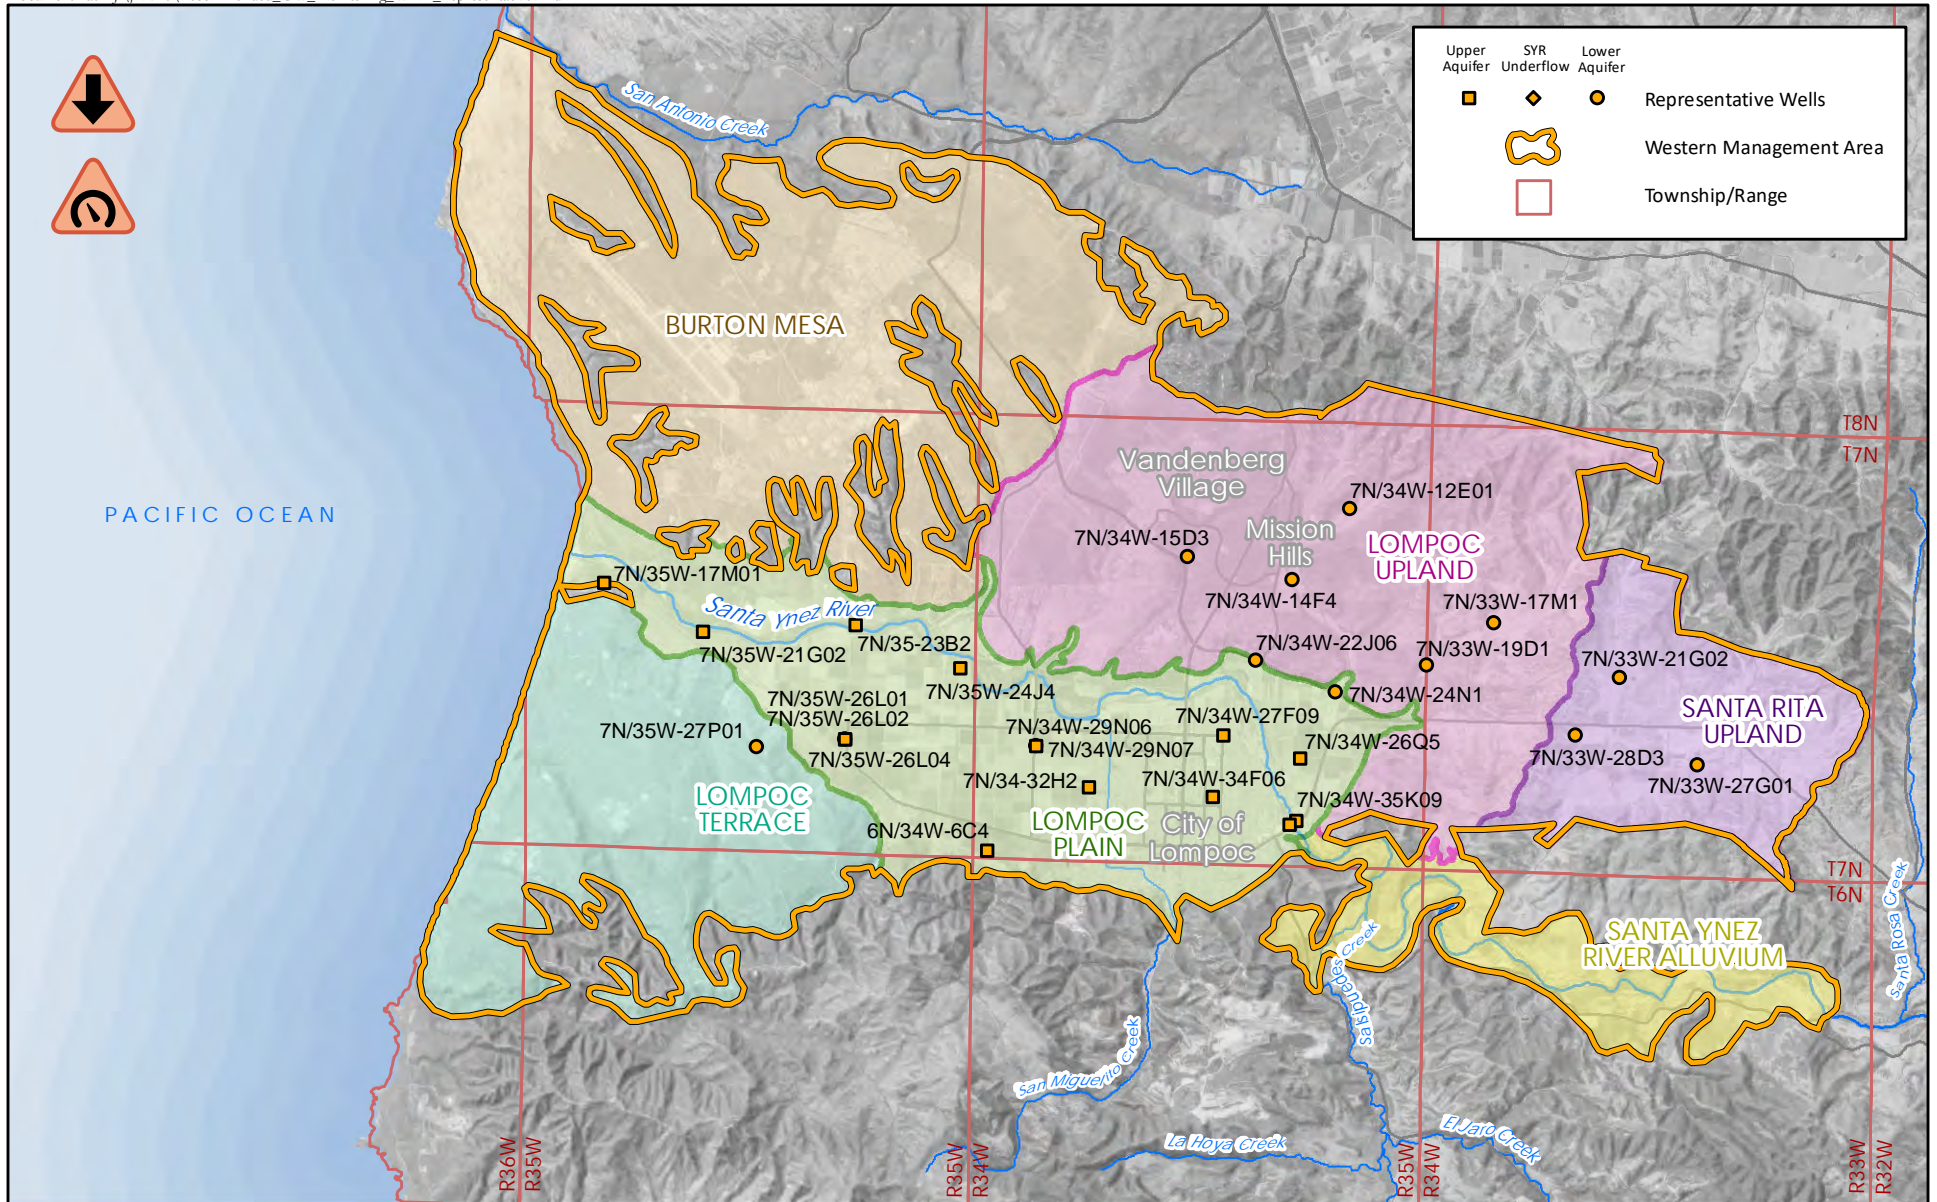 Upper
Aquifer
SYR
Underflow
Lower
Aquifer
Representative Wells
Western Management Area
Township/Range
San Antonio Creek
BURTON MESA
PACIFIC OCEAN
T8N
T7N
Vandenberg
Village
7N/34W-12E01
7N/34W-15D3
Mission
Hills
LOMPOC
UPLAND
7N/35W-17M01
7N/34W-14F4
7N/33W-17M1
Santa Ynez River
7N/35-23B2
7N/35W-21G02
7N/34W-22J06
7N/33W-19D1
7N/33W-21G02
7N/35W-24J4
7N/34W-24N1
7N/35W-26L01
7N/35W-26L02
7N/35W-26L04
7N/35W-27P01
7N/34W-29N06
7N/34W-29N07
7N/34W-27F09
7N/34W-26Q5
SANTA RITA
UPLAND
7N/33W-28D3
7N/33W-27G01
7N/34-32H2
7N/34W-34F06
7N/34W-35K09
LOMPOC
TERRACE
6N/34W-6C4
LOMPOC
PLAIN
City of
Lompoc
T7N
T6N
SANTA YNEZ
RIVER ALLUVIUM
Santa Rosa Creek
Salsipuedes Creek
San Miguelito Creek
La Hoya Creek
El Jaro Creek
R36W
R35W
R35W
R34W
R35W
R34W
R33W
R32W